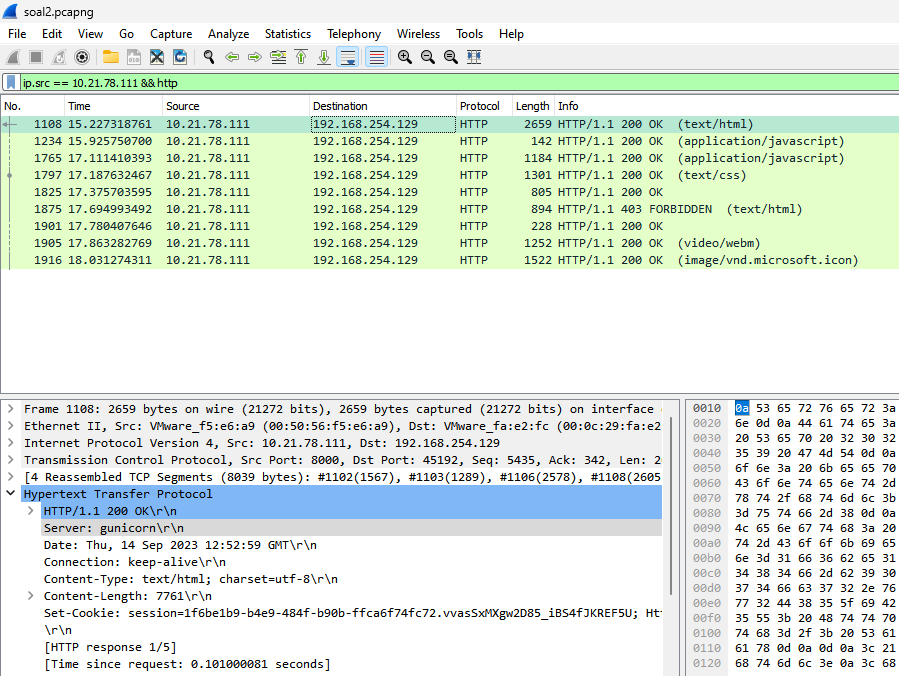 soal2.pcapng
File Edit View Go Capture Analyze Statistics Telephony Wireless Tools Help
ip.src == 10.21.78.111 && http
No. Time Source Destination Protocol Length Info
1108 15.227318761 10.21.78.111 192.168.254.129 HTTP 2659 HTTP/1.1 200 OK (text/html)
1234 15.925750700 10.21.78.111 192.168.254.129 HTTP 142 HTTP/1.1 200 OK (application/javascript)
1765 17.111410393 10.21.78.111 192.168.254.129 HTTP 1184 HTTP/1.1 200 OK (application/javascript)
1797 17.187632467 10.21.78.111 192.168.254.129 HTTP 1301 HTTP/1.1 200 OK (text/css)
1825 17.375703595 10.21.78.111 192.168.254.129 HTTP 805 HTTP/1.1 200 OK
1875 17.694993492 10.21.78.111 192.168.254.129 HTTP 894 HTTP/1.1 403 FORBIDDEN (text/html)
1901 17.780407646 10.21.78.111 192.168.254.129 HTTP 228 HTTP/1.1 200 OK
1905 17.863282769 10.21.78.111 192.168.254.129 HTTP 1252 HTTP/1.1 200 OK (video/webm)
1916 18.031274311 10.21.78.111 192.168.254.129 HTTP 1522 HTTP/1.1 200 OK (image/vnd.microsoft.icon)
Frame 1108: 2659 bytes on wire (21272 bits), 2659 bytes captured (21272 bits) on interface
Ethernet II, Src: VMware_f5:e6:a9 (00:50:56:f5:e6:a9), Dst: VMware_fa:e2:fc (00:0c:29:fa:e2
Internet Protocol Version 4, Src: 10.21.78.111, Dst: 192.168.254.129
Transmission Control Protocol, Src Port: 8000, Dst Port: 45192, Seq: 5435, Ack: 342, Len: 2
[4 Reassembled TCP Segments (8039 bytes): #1102(1567), #1103(1289), #1106(2578), #1108(2605
Hypertext Transfer Protocol
HTTP/1.1 200 OK\r\n
Server: gunicorn\r\n
Date: Thu, 14 Sep 2023 12:52:59 GMT\r\n
Connection: keep-alive\r\n
Content-Type: text/html; charset=utf-8\r\n
Content-Length: 7761\r\n
Set-Cookie: session=1f6be1b9-b4e9-484f-b90b-ffca6f74fc72.vvasSxMXgw2D85_iBS4fJKREF5U; Ht
\r\n
[HTTP response 1/5]
[Time since request: 0.101000081 seconds]
0010 0a 53 65 72 76 65 72 3a
0020 6e 0d 0a 44 61 74 65 3a
0030 20 53 65 70 20 32 30 32
0040 35 39 20 47 4d 54 0d 0a
0050 6f 6e 3a 20 6b 65 65 70
0060 43 6f 6e 74 65 6e 74 2d
0070 78 74 2f 68 74 6d 6c 3b
0080 3d 75 74 66 2d 38 0d 0a
0090 4c 65 6e 67 74 68 3a 20
00a0 74 2d 43 6f 6f 6b 69 65
00b0 6e 3d 31 66 36 62 65 31
00c0 34 38 34 66 2d 62 39 30
00d0 37 34 66 63 37 32 2e 76
00e0 77 32 44 38 35 5f 69 42
00f0 35 55 3b 20 48 74 74 70
0100 74 68 3d 2f 3b 20 53 61
0110 61 78 0d 0a 0d 0a 3c 21
0120 68 74 6d 6c 3e 0a 3c 68